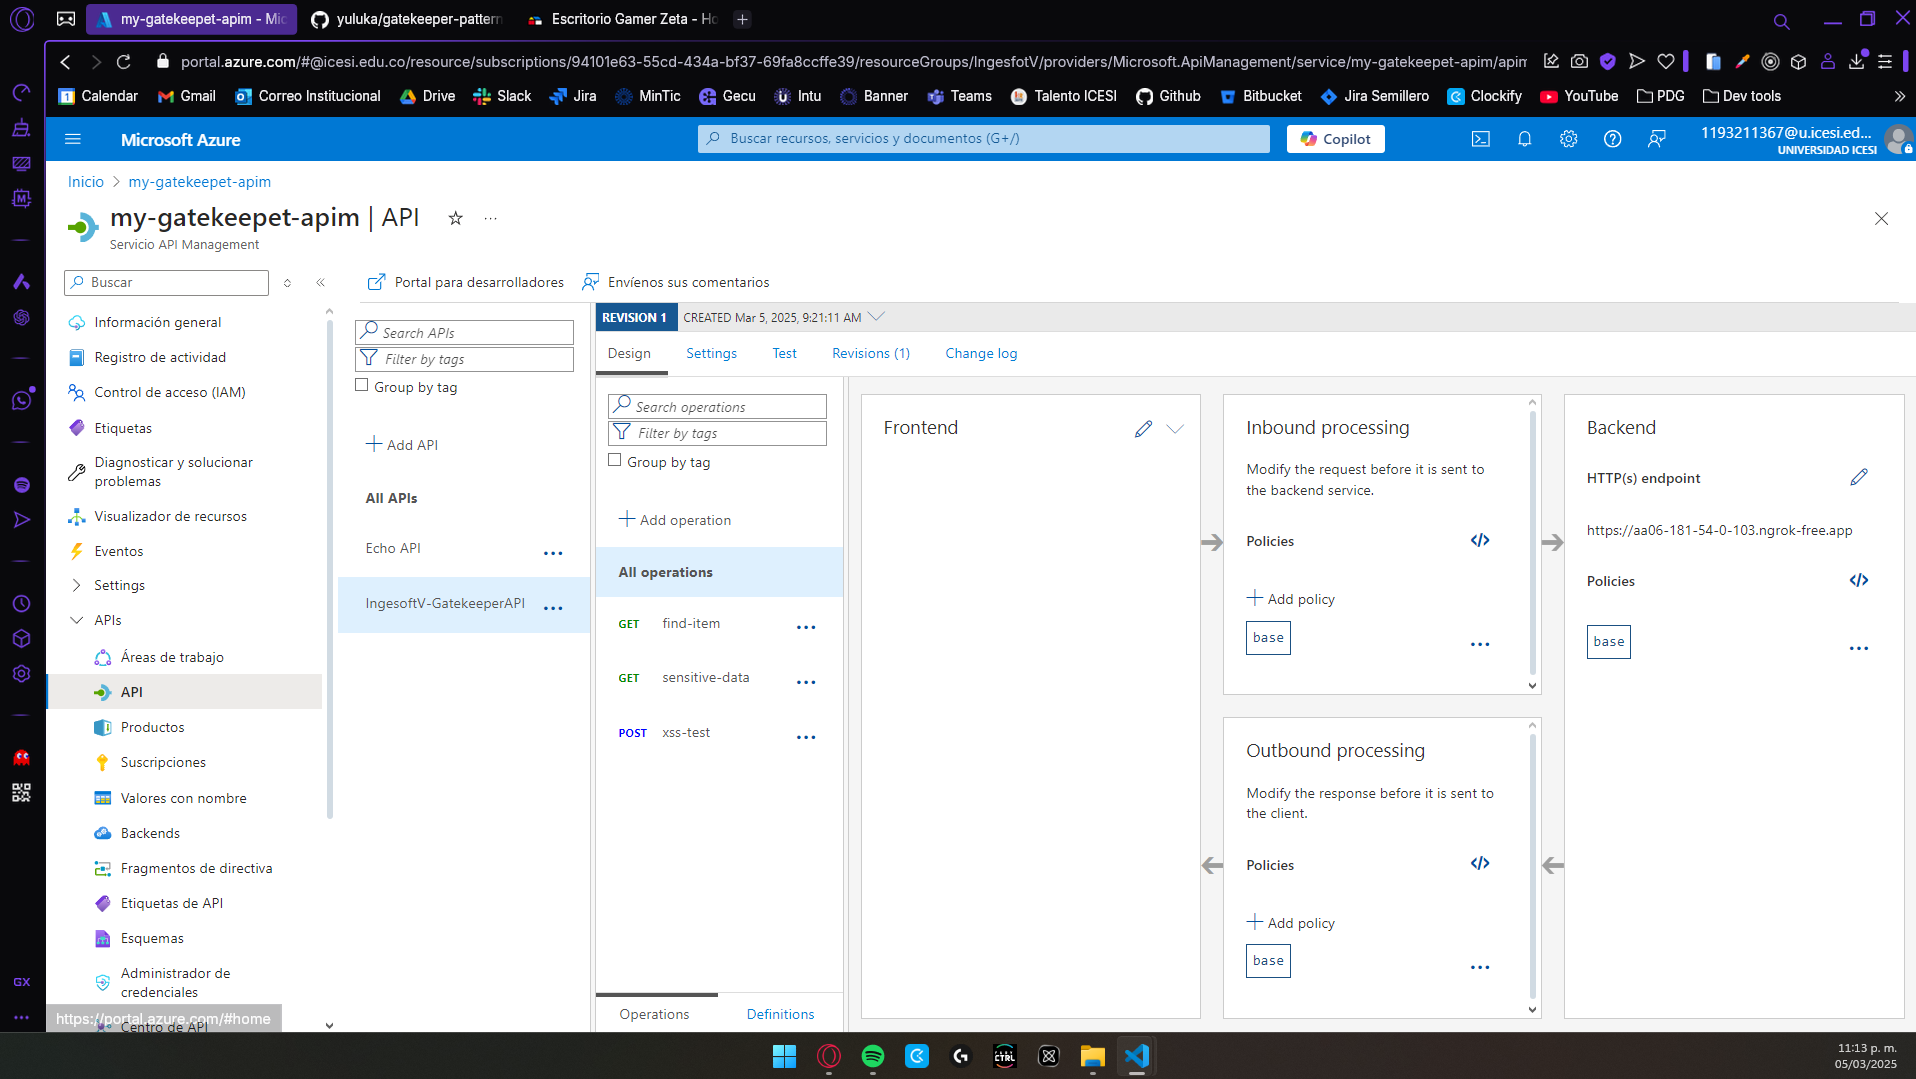 my-gatekeepet-apim - Mic
yuluka/gatekeeper-pattern
Escritorio Gamer Zeta - Ho
portal.azure.com/#@icesi.edu.co/resource/subscriptions/94101e63-55cd-434a-bf37-69fa8ccffe39/resourceGroups/IngesfotV/providers/Microsoft.ApiManagement/service/my-gatekeepet-apim/apim
Calendar
Gmail
Correo Institucional
Drive
Slack
Jira
MinTic
Gecu
Intu
Banner
Teams
Talento ICESI
Github
Bitbucket
Jira Semillero
Clockify
YouTube
PDG
Dev tools
Microsoft Azure
Buscar recursos, servicios y documentos (G+/)
Copilot
1193211367@u.icesi.ed...
UNIVERSIDAD ICESI
Inicio > my-gatekeepet-apim
my-gatekeepet-apim | API
Servicio API Management
Buscar
Portal para desarrolladores
Envíenos sus comentarios
Información general
Registro de actividad
Control de acceso (IAM)
Etiquetas
Diagnosticar y solucionar
problemas
Visualizador de recursos
Eventos
Settings
APIs
Áreas de trabajo
API
Productos
Suscripciones
Valores con nombre
Backends
Fragmentos de directiva
Etiquetas de API
Esquemas
Administrador de
credenciales
Centro de API
https://portal.azure.com/#home
GX
Search APIs
Filter by tags
Group by tag
Add API
All APIs
Echo API
IngesoftV-GatekeeperAPI
REVISION 1
CREATED Mar 5, 2025, 9:21:11 AM
Design
Settings
Test
Revisions (1)
Change log
Search operations
Filter by tags
Group by tag
Add operation
All operations
GET find-item
GET sensitive-data
POST xss-test
Operations
Definitions
Frontend
Inbound processing
Modify the request before it is sent to
the backend service.
Policies
Add policy
base
Outbound processing
Modify the response before it is sent to
the client.
Policies
Add policy
base
Backend
HTTP(s) endpoint
https://aa06-181-54-0-103.ngrok-free.app
Policies
base
11:13 p. m.
05/03/2025